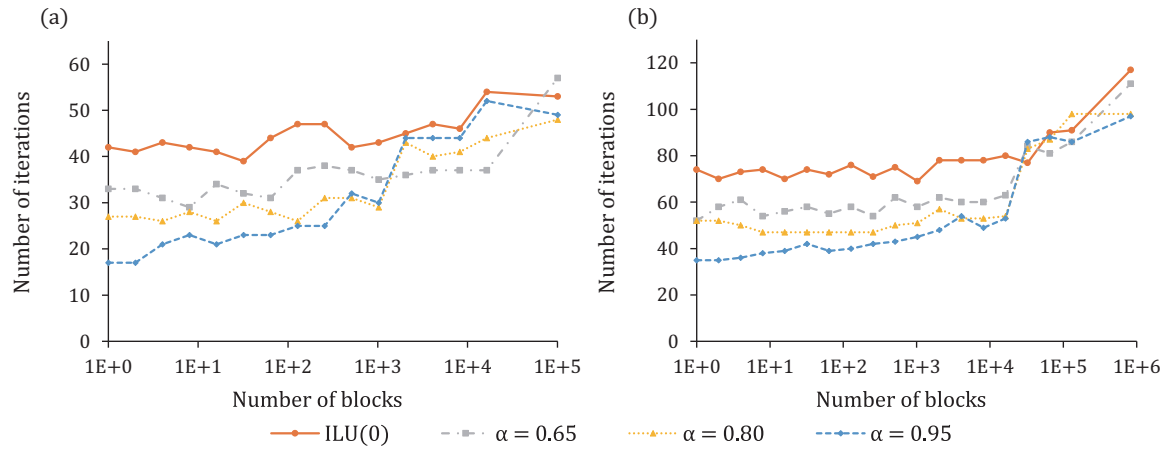 (a)
Number of iterations
60
50
40
30
20
10
0
1E+0 1E+1 1E+2 1E+3 1E+4 1E+5
Number of blocks
(b)
Number of iterations
120
100
80
60
40
20
0
1E+0 1E+1 1E+2 1E+3 1E+4 1E+5 1E+6
Number of blocks
ILU(0) α = 0.65 α = 0.80 α = 0.95